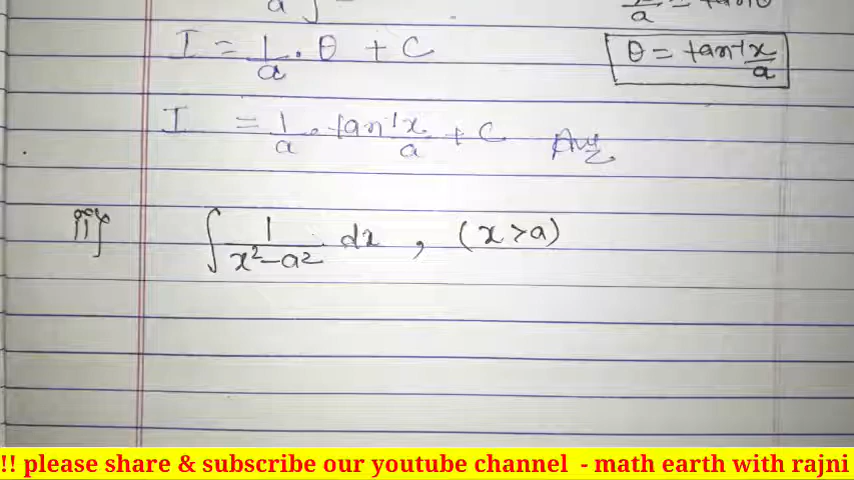 a ∫
x/a = tanθ
I = 1/a . θ + C
θ = tan⁻¹ x/a
I = 1/a . tan⁻¹ x/a + C Ans
iii) ∫ 1/(x²-a²) dx , (x>a)
!! please share & subscribe our youtube channel - math earth with rajni